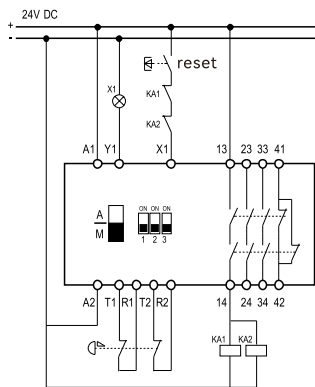 24V DC
+
-
reset
X1
KA1
KA2
A1 Y1 X1 13 23 33 41
A
M
ON ON ON
1 2 3
A2 T1 R1 T2 R2 14 24 34 42
KA1 KA2